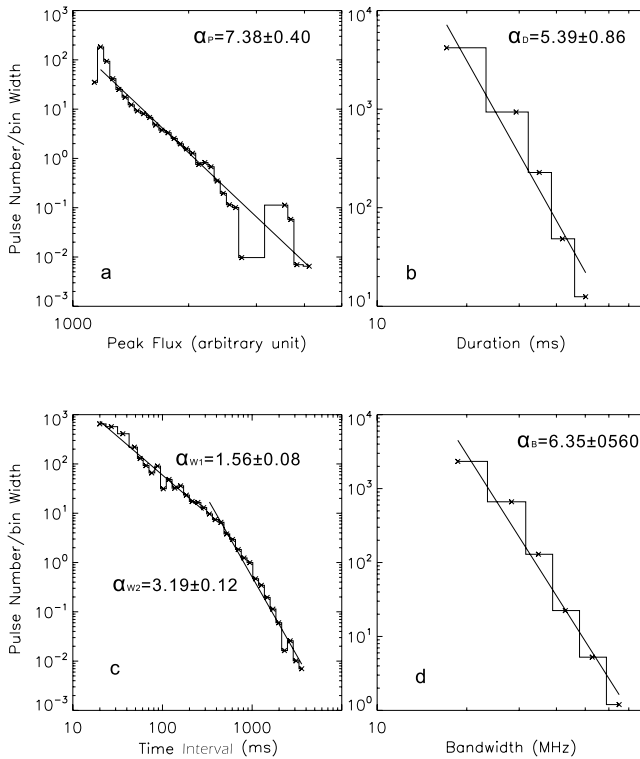 10³
10²
10¹
10⁰
10⁻¹
10⁻²
10⁻³
Pulse Number/bin Width
αP=7.38±0.40
a
1000
Peak Flux (arbitrary unit)
10⁴
10³
10²
10¹
αD=5.39±0.86
b
10
Duration (ms)
10³
10²
10¹
10⁰
10⁻¹
10⁻²
10⁻³
Pulse Number/bin Width
αW1=1.56±0.08
αW2=3.19±0.12
c
10 100 1000
Time Interval (ms)
10⁴
10³
10²
10¹
10⁰
αB=6.35±0560
d
10
Bandwidth (MHz)